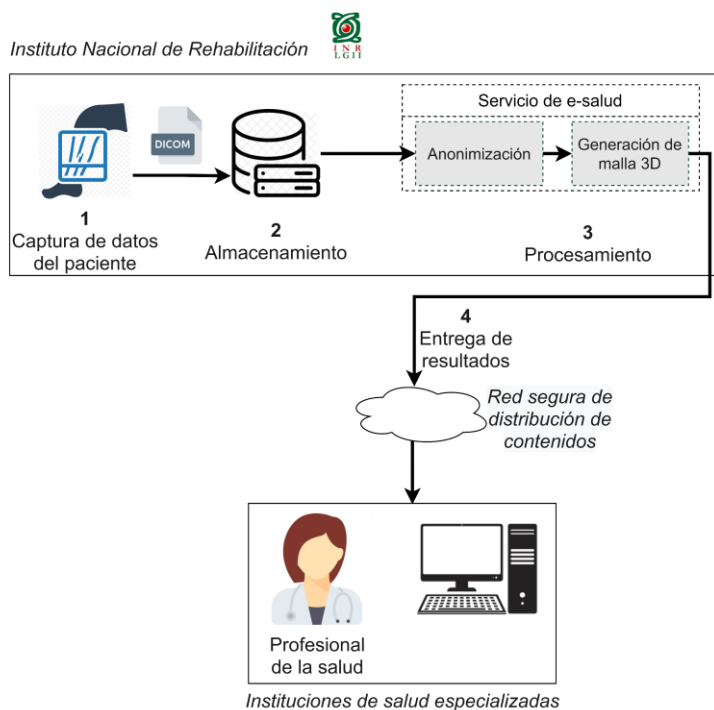 Instituto Nacional de Rehabilitación
I N R
L G I I
DICOM
1
Captura de datos
del paciente
2
Almacenamiento
Servicio de e-salud
Anonimización
Generación de
malla 3D
3
Procesamiento
4
Entrega de
resultados
Red segura de
distribución de
contenidos
Profesional
de la salud
Instituciones de salud especializadas